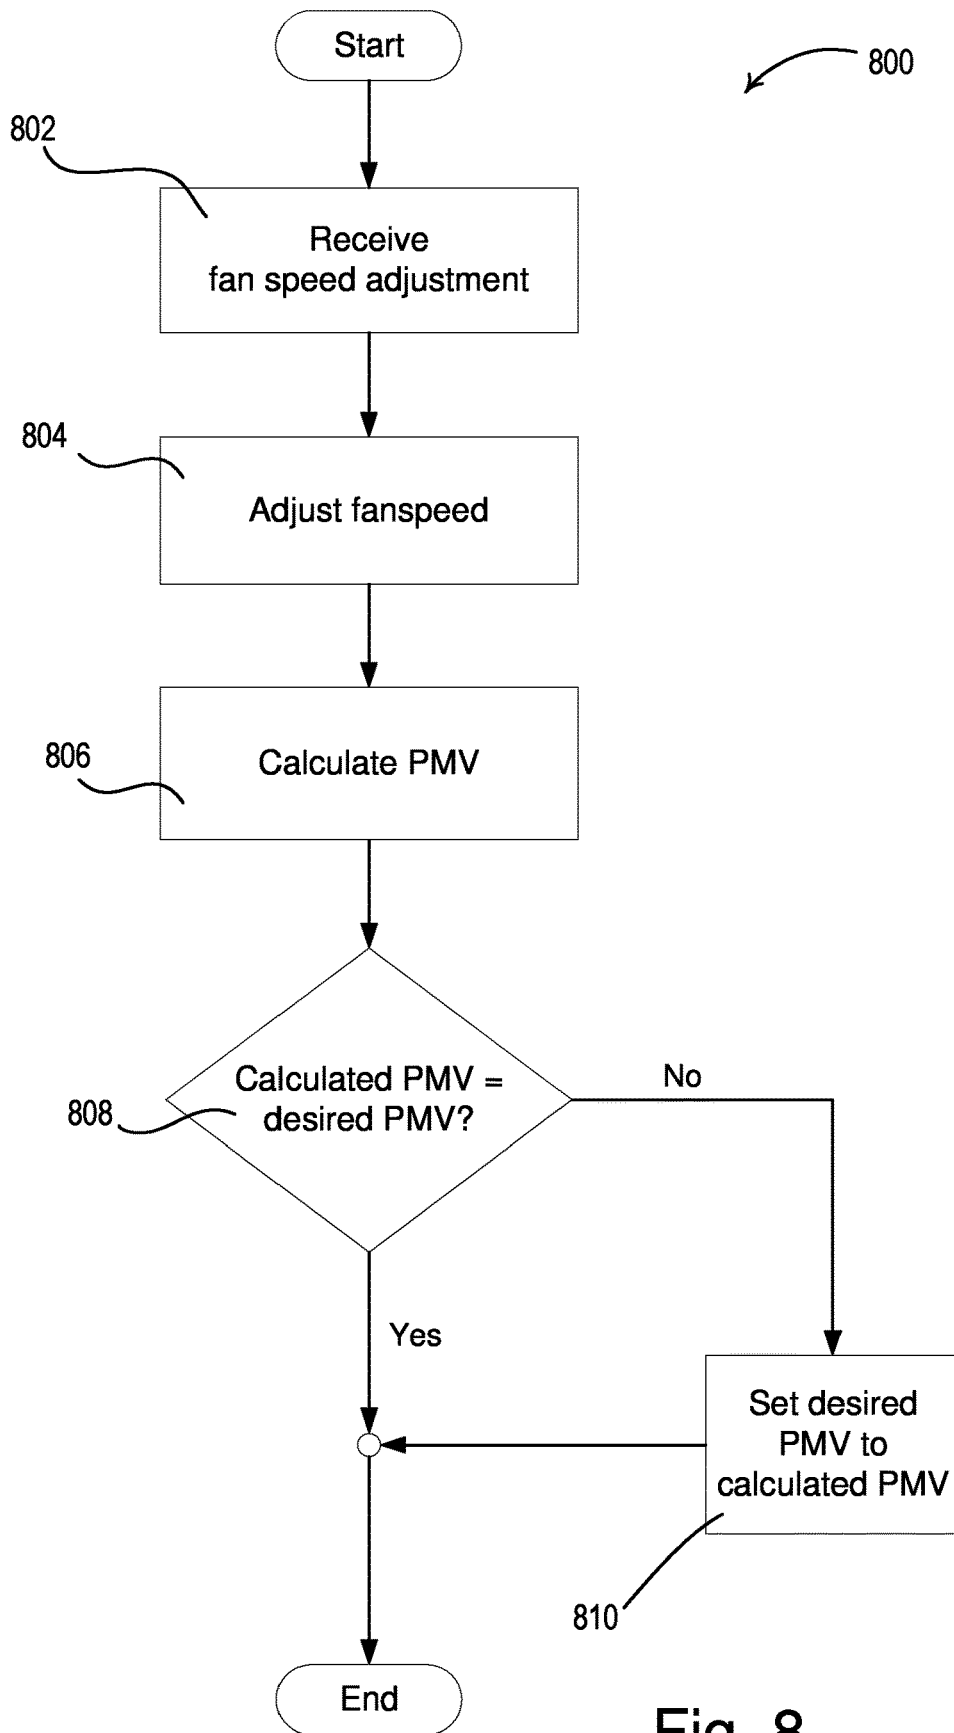 Start
800
802
Receive
fan speed adjustment
804
Adjust fanspeed
806
Calculate PMV
Calculated PMV =
desired PMV?
808
No
Yes
Set desired
PMV to
calculated PMV
810
End
Fig. 8